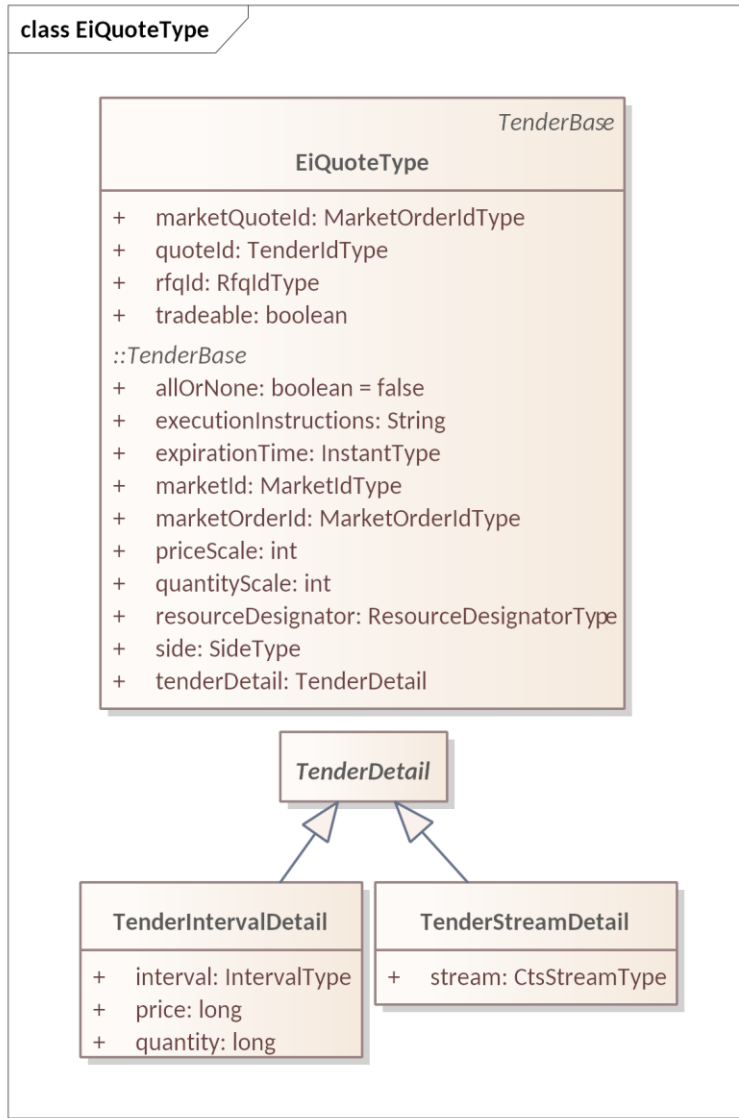 class EiQuoteType
TenderBase
EiQuoteType
+ marketQuoteId: MarketOrderIdType
+ quoteId: TenderIdType
+ rfqId: RfqIdType
+ tradeable: boolean
::TenderBase
+ allOrNone: boolean = false
+ executionInstructions: String
+ expirationTime: InstantType
+ marketId: MarketIdType
+ marketOrderId: MarketOrderIdType
+ priceScale: int
+ quantityScale: int
+ resourceDesignator: ResourceDesignatorType
+ side: SideType
+ tenderDetail: TenderDetail
TenderDetail
TenderIntervalDetail
+ interval: IntervalType
+ price: long
+ quantity: long
TenderStreamDetail
+ stream: CtsStreamType